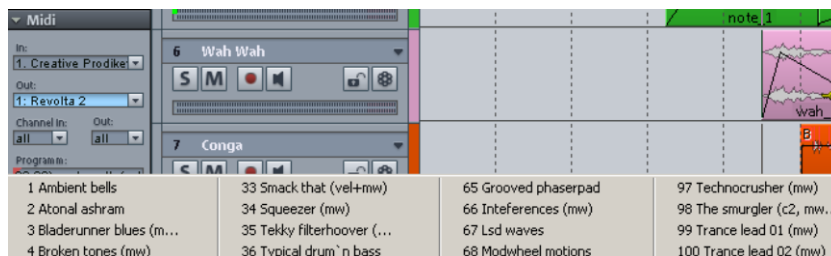 Midi
In:
1. Creative Prodike
Out:
1: Revolta 2
Channel In: Out:
all all
Programm:
6 Wah Wah
S M
7 Conga
S M
note_1
wah_
B
1 Ambient bells
2 Atonal ashram
3 Bladerunner blues (m...
4 Broken tones (mw)
33 Smack that (vel+mw)
34 Squeezer (mw)
35 Tekky filterhoover (...
36 Typical drum`n bass
65 Grooved phaserpad
66 Inteferences (mw)
67 Lsd waves
68 Modwheel motions
97 Technocrusher (mw)
98 The smurgler (c2, mw...
99 Trance lead 01 (mw)
100 Trance lead 02 (mw)